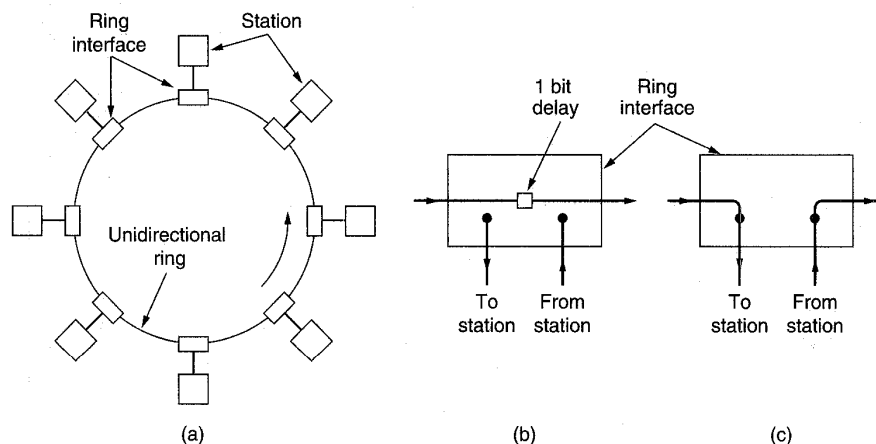 Ring
interface
Station
Unidirectional
ring
(a)
1 bit
delay
Ring
interface
To
station
From
station
(b)
To
station
From
station
(c)